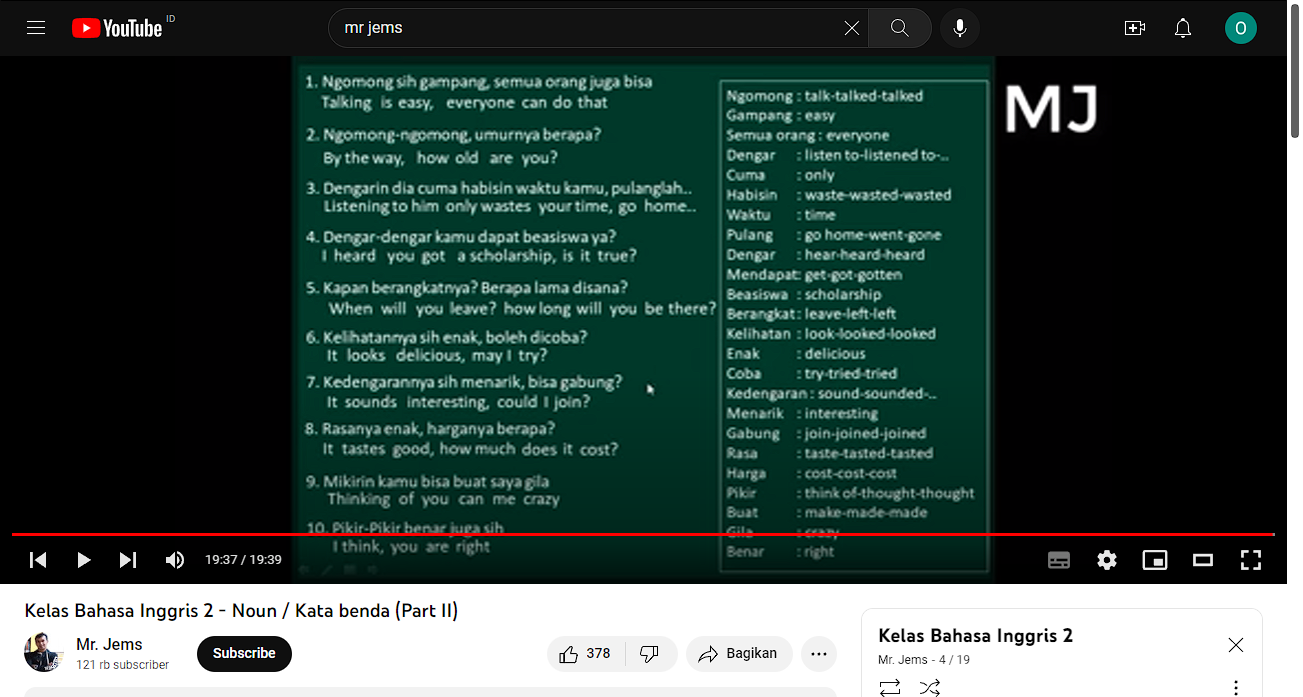 YouTube ID
mr jems
O
1. Ngomong sih gampang, semua orang juga bisa
Talking is easy, everyone can do that
2. Ngomong-ngomong, umurnya berapa?
By the way, how old are you?
3. Dengarin dia cuma habisin waktu kamu, pulanglah..
Listening to him only wastes your time, go home..
4. Dengar-dengar kamu dapat beasiswa ya?
I heard you got a scholarship, is it true?
5. Kapan berangkatnya? Berapa lama disana?
When will you leave? how long will you be there?
6. Kelihatannya sih enak, boleh dicoba?
It looks delicious, may I try?
7. Kedengarannya sih menarik, bisa gabung?
It sounds interesting, could I join?
8. Rasanya enak, harganya berapa?
It tastes good, how much does it cost?
9. Mikirin kamu bisa buat saya gila
Thinking of you can me crazy
10. Pikir-Pikir benar juga sih
I think, you are right
Ngomong : talk-talked-talked
Gampang : easy
Semua orang : everyone
Dengar : listen to-listened to-..
Cuma : only
Habisin : waste-wasted-wasted
Waktu : time
Pulang : go home-went-gone
Dengar : hear-heard-heard
Mendapat: get-got-gotten
Beasiswa : scholarship
Berangkat: leave-left-left
Kelihatan : look-looked-looked
Enak : delicious
Coba : try-tried-tried
Kedengaran : sound-sounded-..
Menarik : interesting
Gabung : join-joined-joined
Rasa : taste-tasted-tasted
Harga : cost-cost-cost
Pikir : think of-thought-thought
Buat : make-made-made
Gila : crazy
Benar : right
MJ
19:37 / 19:39
Kelas Bahasa Inggris 2 - Noun / Kata benda (Part II)
Mr. Jems
121 rb subscriber
Subscribe
378
Bagikan
Kelas Bahasa Inggris 2
Mr. Jems - 4 / 19